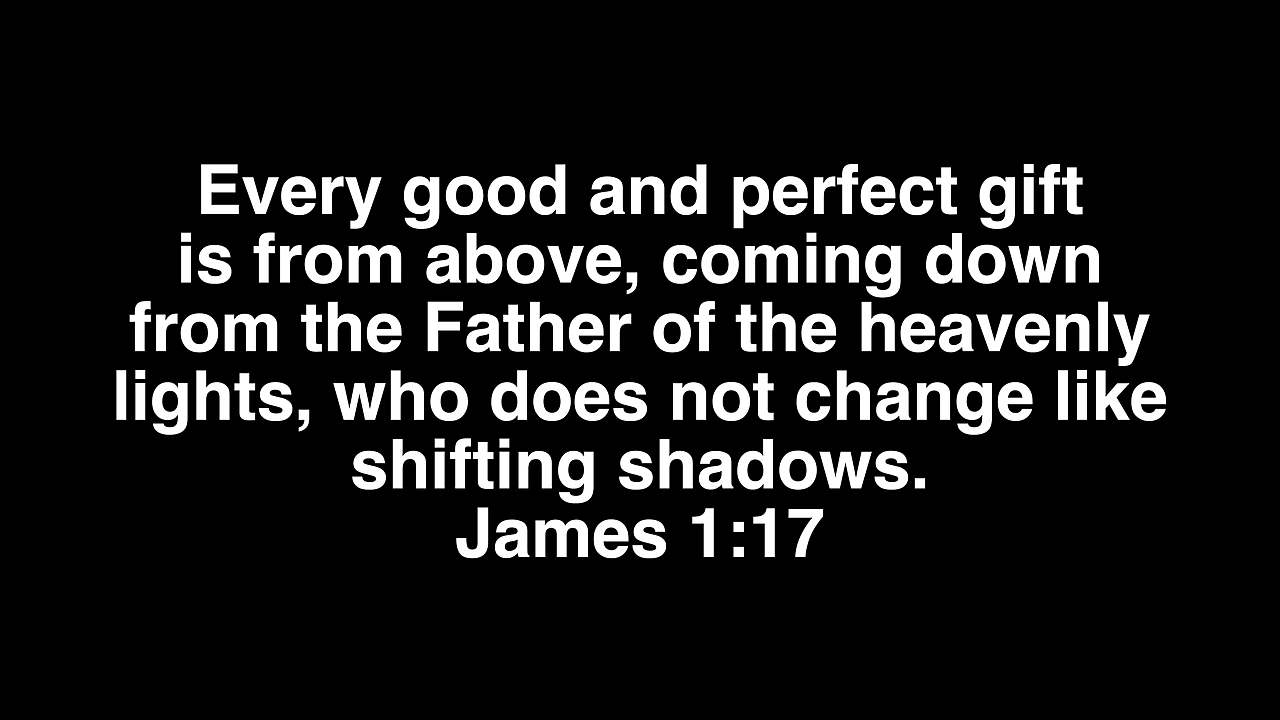 Every good and perfect gift
is from above, coming down
from the Father of the heavenly
lights, who does not change like
shifting shadows.
James 1:17